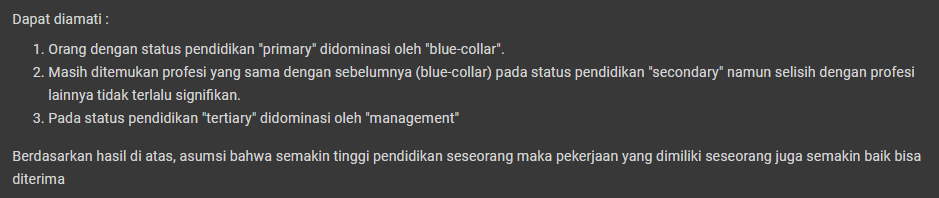 Dapat diamati :
1. Orang dengan status pendidikan "primary" didominasi oleh "blue-collar".
2. Masih ditemukan profesi yang sama dengan sebelumnya (blue-collar) pada status pendidikan "secondary" namun selisih dengan profesi
lainnya tidak terlalu signifikan.
3. Pada status pendidikan "tertiary" didominasi oleh "management"
Berdasarkan hasil di atas, asumsi bahwa semakin tinggi pendidikan seseorang maka pekerjaan yang dimiliki seseorang juga semakin baik bisa
diterima